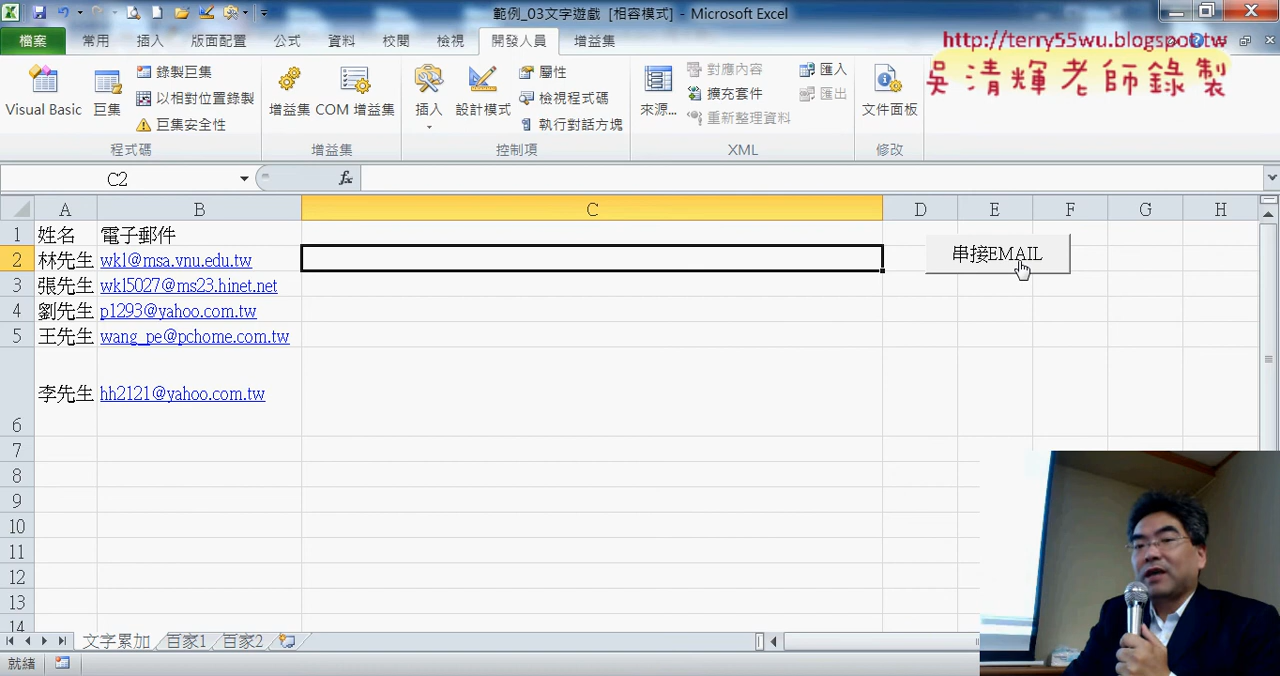 範例_03文字遊戲 [相容模式] - Microsoft Excel
檔案 常用 插入 版面配置 公式 資料 校閱 檢視 開發人員 增益集
http://terry55wu.blogspot.tw
吳清輝老師錄製
Visual Basic 巨集 錄製巨集 以相對位置錄製 巨集安全性
增益集 COM 增益集
插入 設計模式 屬性 檢視程式碼 執行對話方塊
來源... 對應內容 擴充套件 重新整理資料 匯入 匯出
文件面板
程式碼 增益集 控制項 XML 修改
C2 fx
A B C D E F G H
1 姓名 電子郵件
串接EMAIL
2 林先生 wkl@msa.vnu.edu.tw
3 張先生 wkl5027@ms23.hinet.net
4 劉先生 p1293@yahoo.com.tw
5 王先生 wang_pe@pchome.com.tw
6 李先生 hh2121@yahoo.com.tw
7
8
9
10
11
12
13
14
文字累加 百家1 百家2
就緒